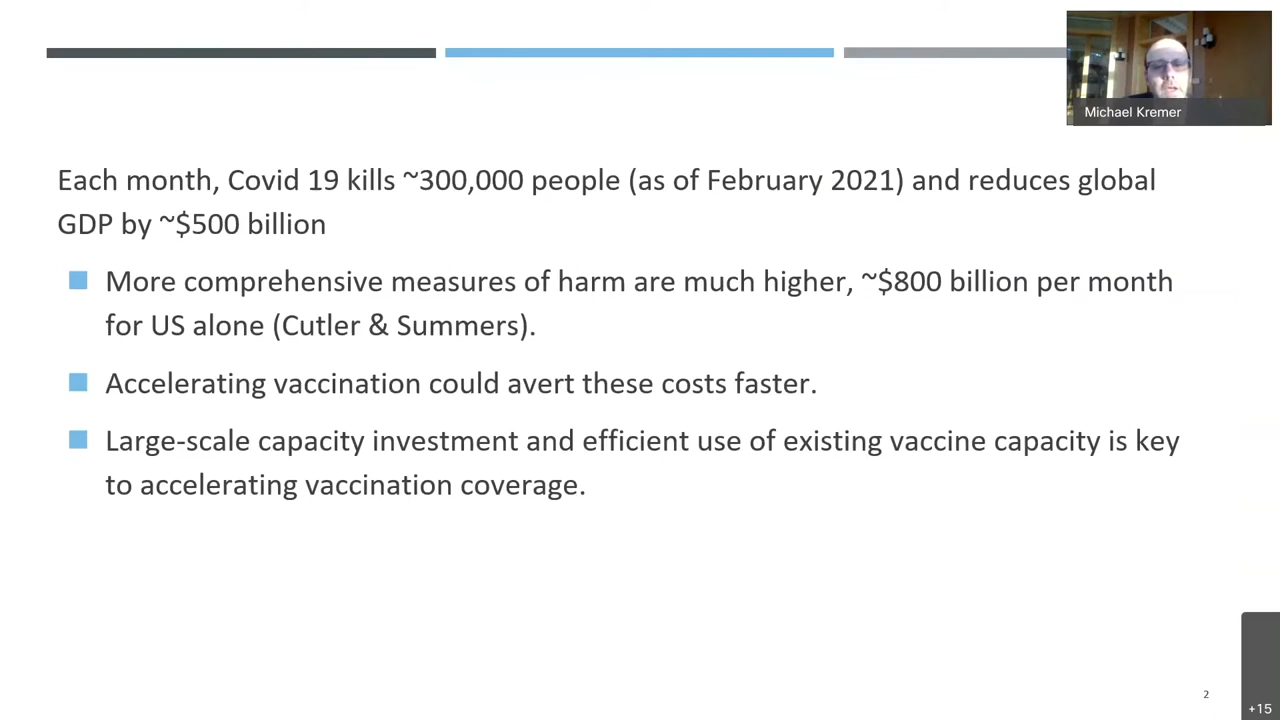 Michael Kremer
Each month, Covid 19 kills ~300,000 people (as of February 2021) and reduces global
GDP by ~$500 billion
More comprehensive measures of harm are much higher, ~$800 billion per month
for US alone (Cutler & Summers).
Accelerating vaccination could avert these costs faster.
Large-scale capacity investment and efficient use of existing vaccine capacity is key
to accelerating vaccination coverage.
2
+15